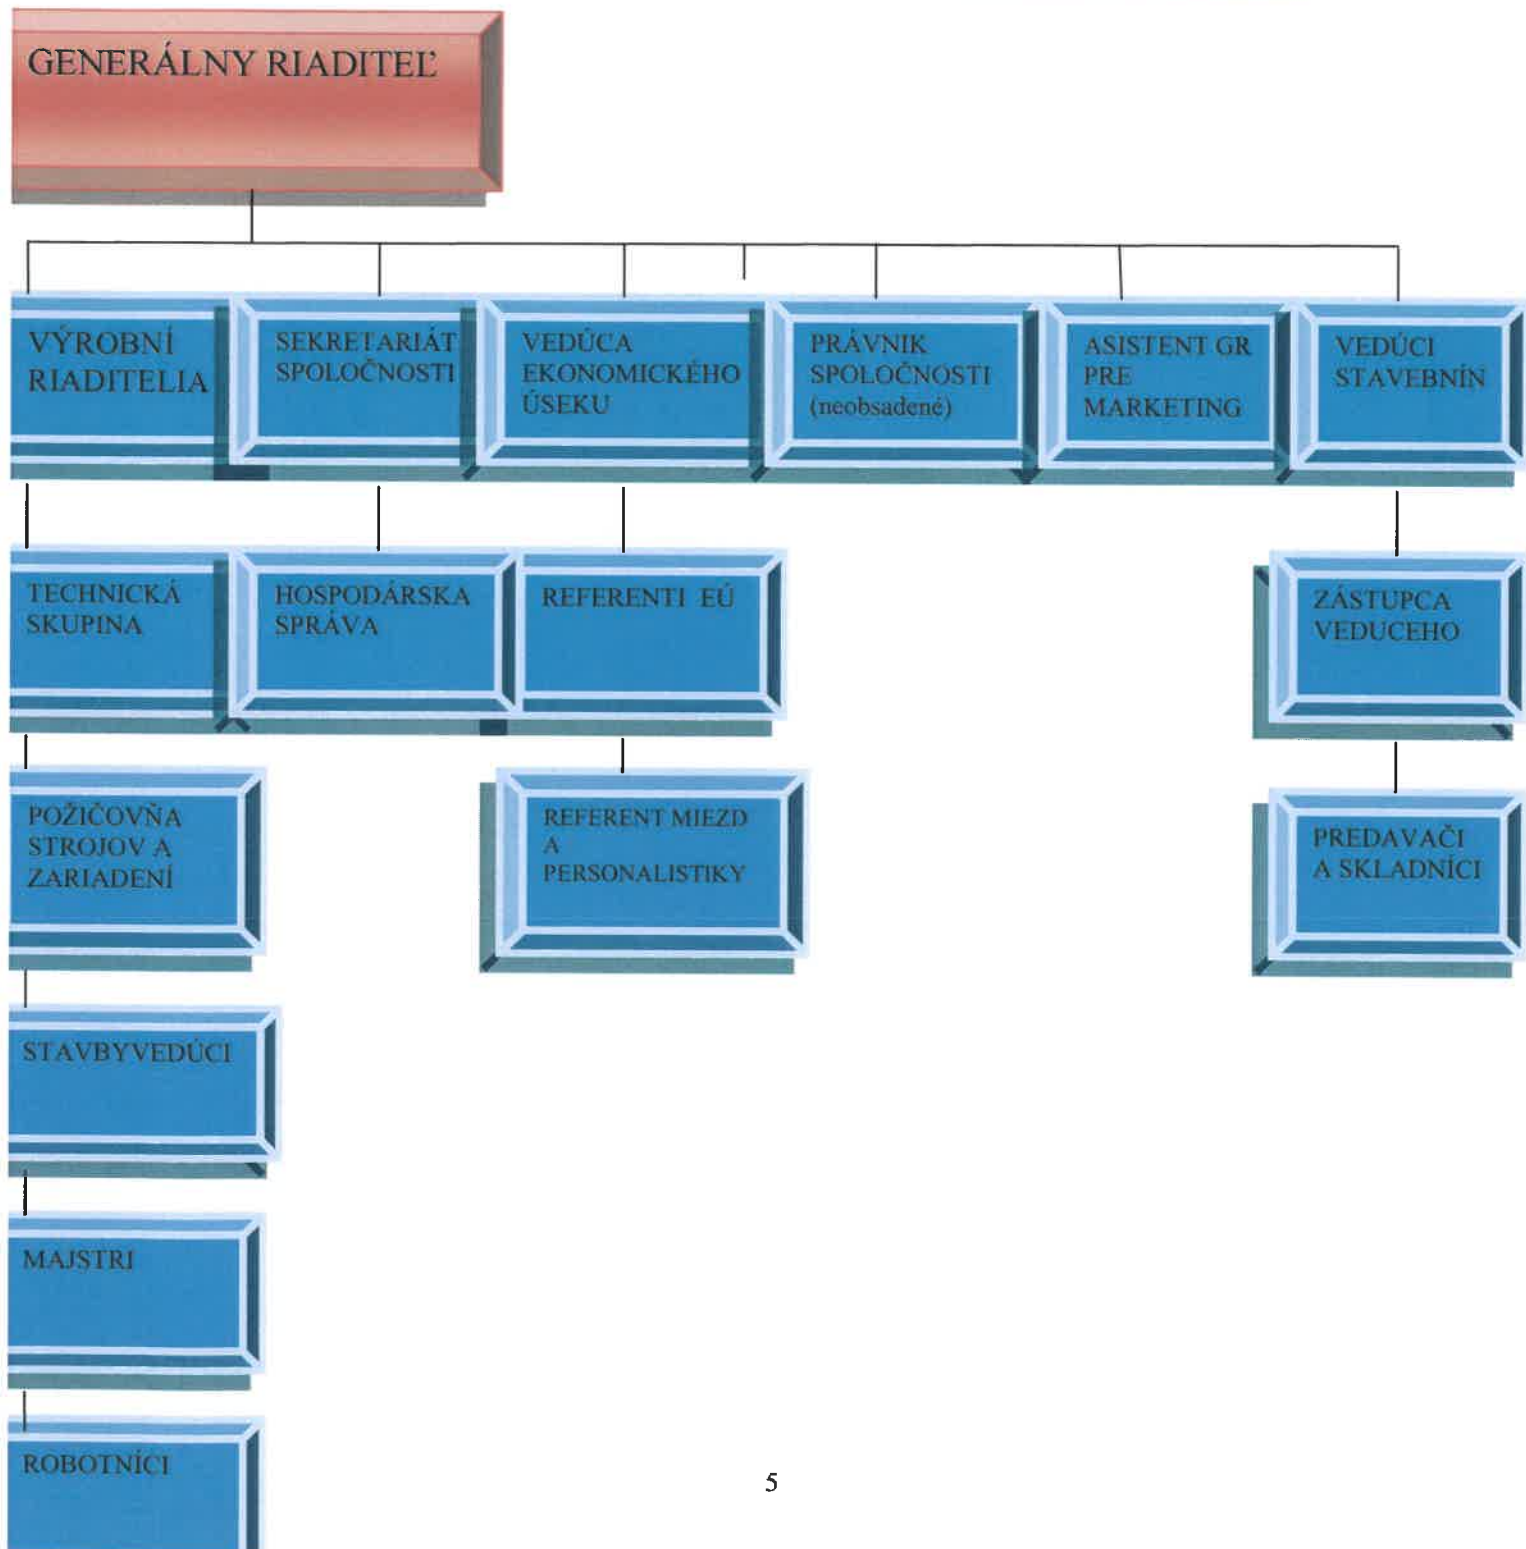 GENERÁLNY RIADITEĽ
VÝROBNÍ
RIADITELIA
SEKRETARIÁT
SPOLOČNOSTI
VEDÚCA
EKONOMICKÉHO
ÚSEKU
PRÁVNIK
SPOLOČNOSTI
(neobsadené)
ASISTENT GR
PRE
MARKETING
VEDÚCI
STAVEBNÍN
TECHNICKÁ
SKUPINA
HOSPODÁRSKA
SPRÁVA
REFERENTI EÚ
ZÁSTUPCA
VEDUCEHO
POŽIČOVŇA
STROJOV A
ZARIADENÍ
REFERENT MIEZD
A
PERSONALISTIKY
PREDAVAČI
A SKLADNÍCI
STAVBYVEDÚCI
MAJSTRI
ROBOTNÍCI
5